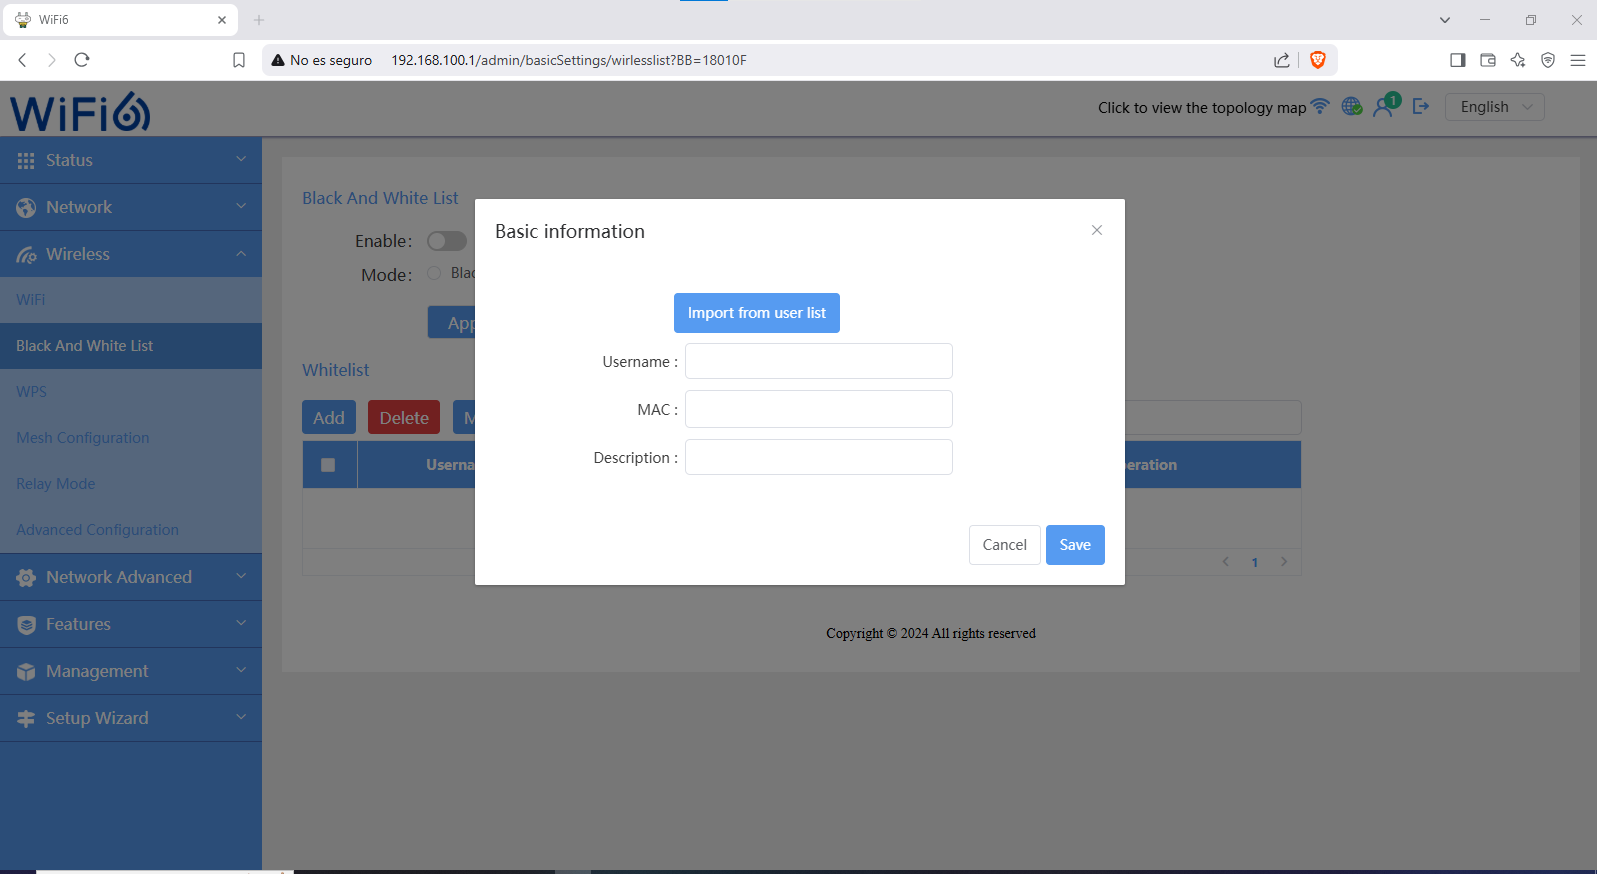 WiFi6
No es seguro
192.168.100.1/admin/basicSettings/wirlesslist?BB=18010F
WiFi6
Click to view the topology map
1
English
Status
Network
Wireless
WiFi
Black And White List
WPS
Mesh Configuration
Relay Mode
Advanced Configuration
Network Advanced
Features
Management
Setup Wizard
Black And White List
Enable:
Mode:
Blac
App
Whitelist
Add
Delete
M
Userna
eration
1
Basic information
Import from user list
Username :
MAC :
Description :
Cancel
Save
Copyright © 2024 All rights reserved